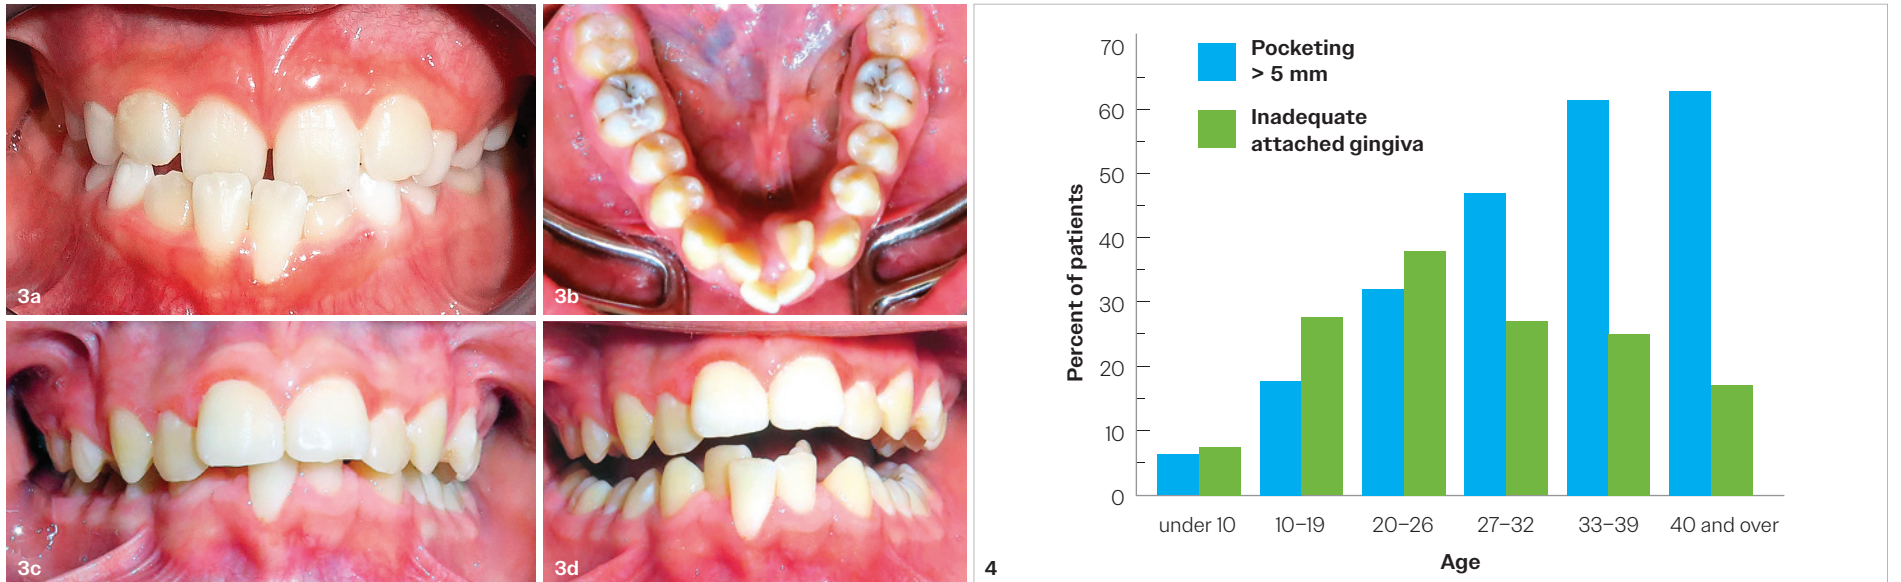 3a
3b
3c
3d
Pocketing
> 5 mm
Inadequate
attached gingiva
Percent of patients
70
60
50
40
30
20
10
0
under 10
10–19
20–26
27–32
33–39
40 and over
Age
4